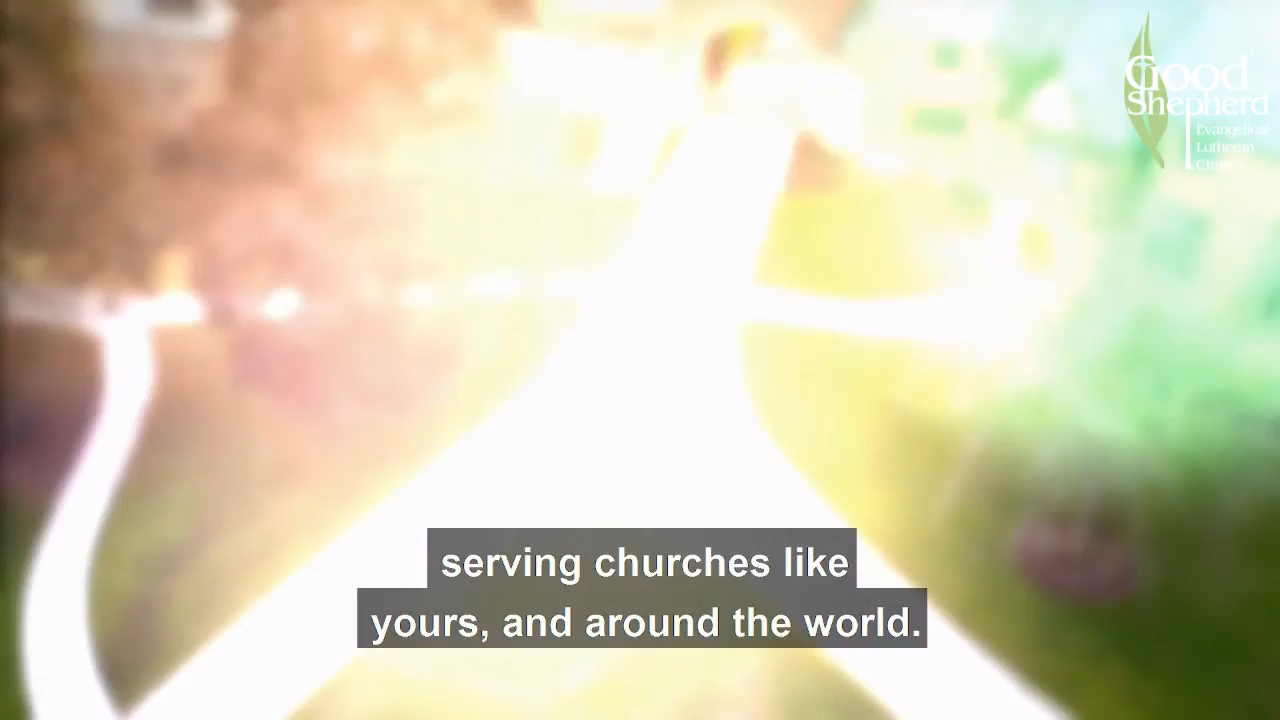 Good
Shepherd
Evangelical
Lutheran
Church
serving churches like
yours, and around the world.